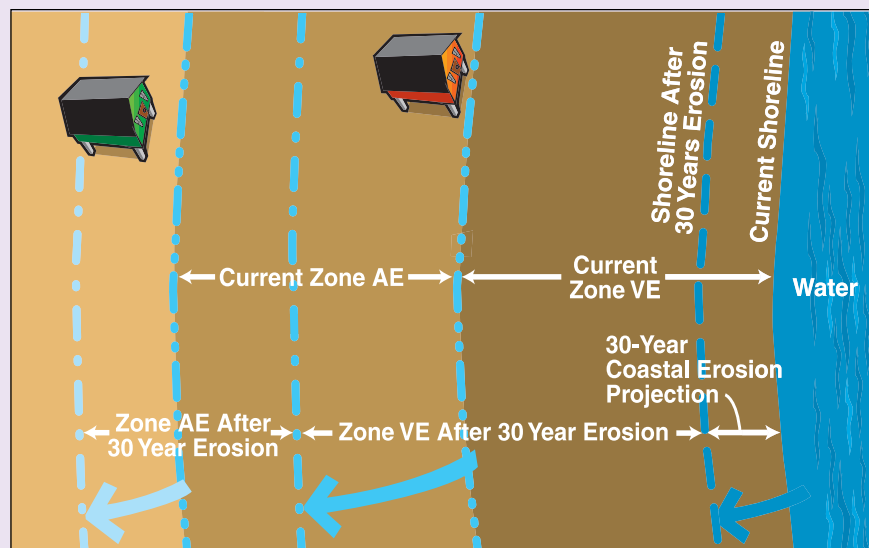 Shoreline After
30 Years Erosion
Current Shoreline
Current Zone AE
Current
Zone VE
Water
30-Year
Coastal Erosion
Projection
Zone AE After
30 Year Erosion
Zone VE After 30 Year Erosion